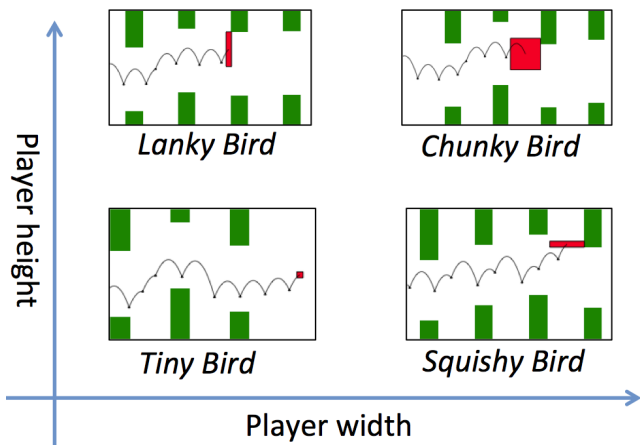 Player height
Lanky Bird
Chunky Bird
Tiny Bird
Squishy Bird
Player width